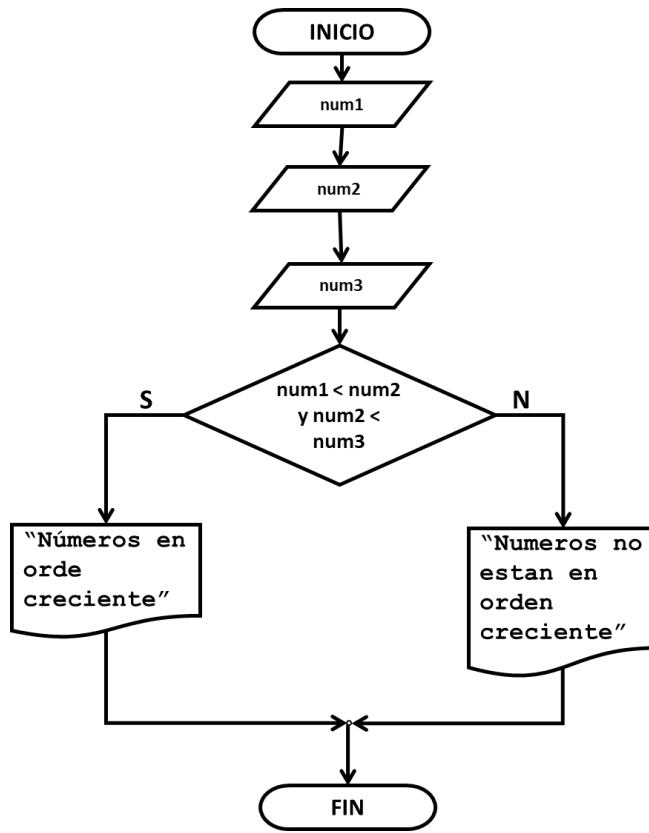 INICIO
num1
num2
num3
num1 < num2
y num2 <
num3
S
N
“Números en
orde
creciente”
“Numeros no
estan en
orden
creciente”
FIN